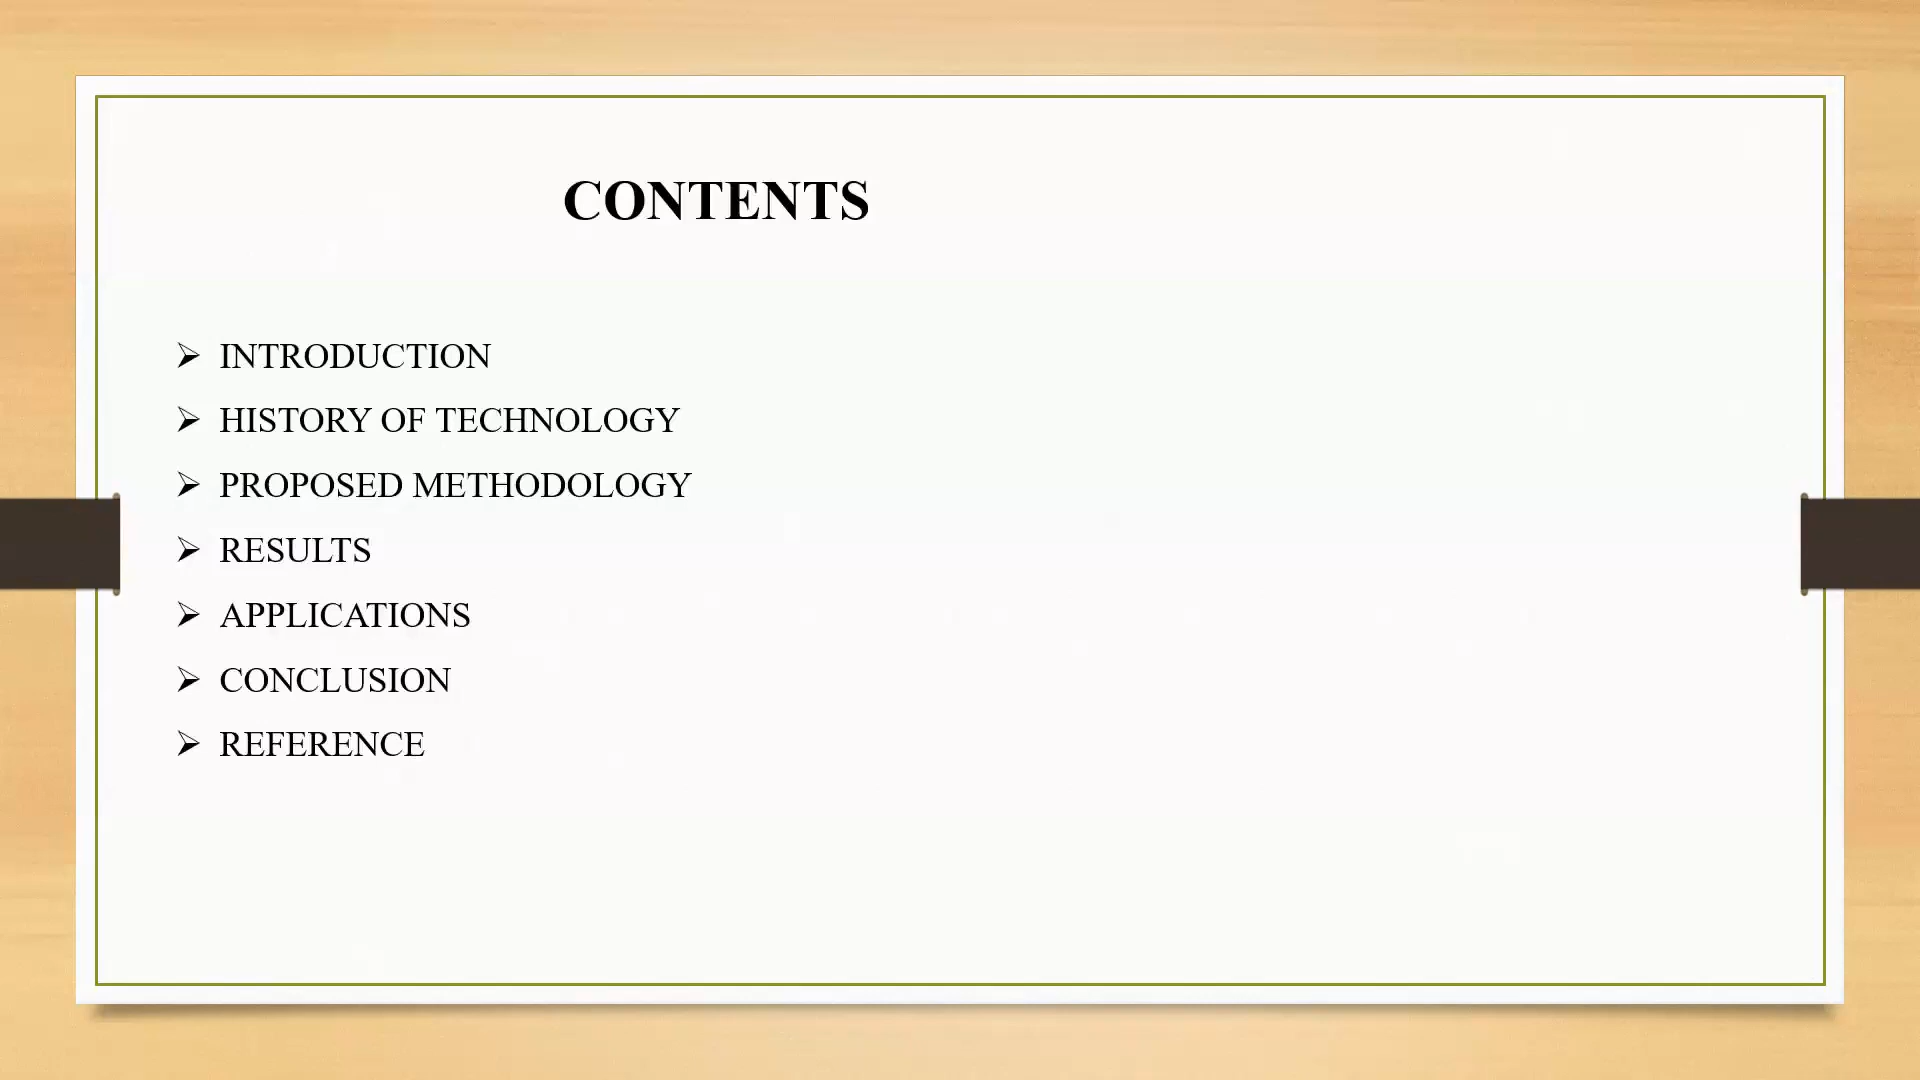 CONTENTS
➢ INTRODUCTION
➢ HISTORY OF TECHNOLOGY
➢ PROPOSED METHODOLOGY
➢ RESULTS
➢ APPLICATIONS
➢ CONCLUSION
➢ REFERENCE